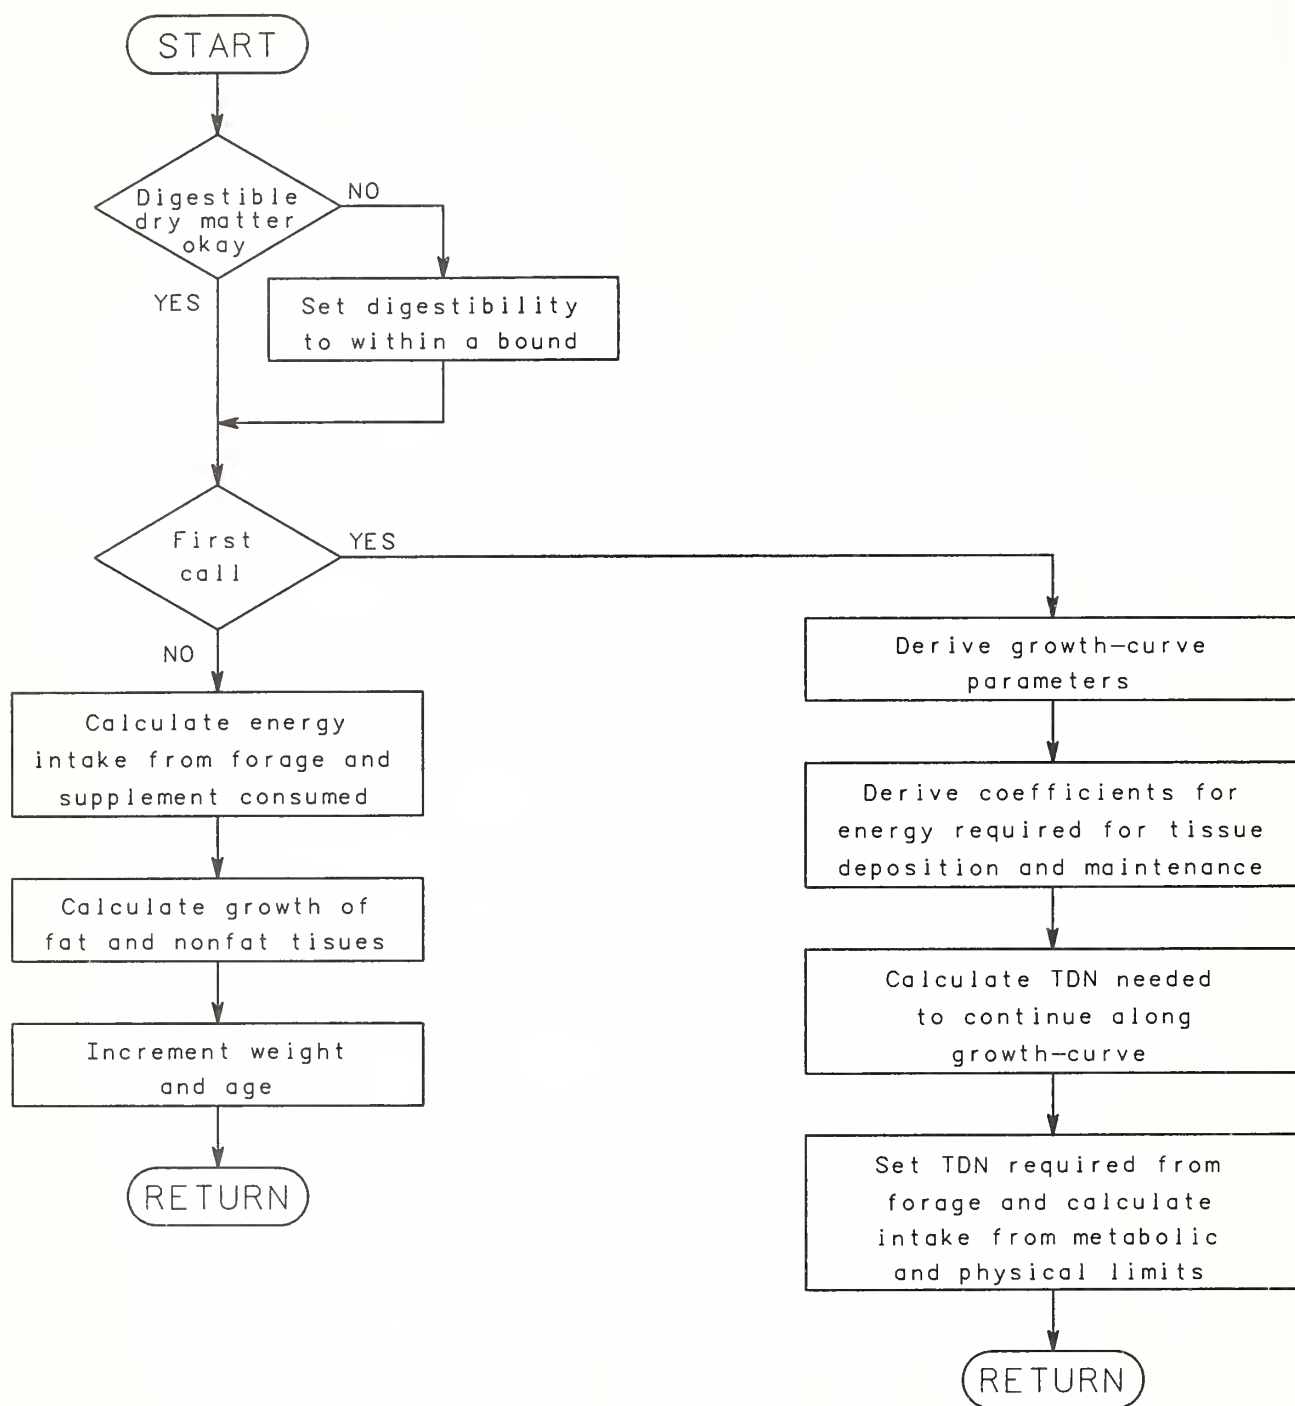 START
Digestible
dry matter
okay
NO
YES
Set digestibility
to within a bound
First
call
YES
NO
Calculate energy
intake from forage and
supplement consumed
Calculate growth of
fat and nonfat tisues
Increment weight
and age
RETURN
Derive growth-curve
parameters
Derive coefficients for
energy required for tissue
deposition and maintenance
Calculate TDN needed
to continue along
growth-curve
Set TDN required from
forage and calculate
intake from metabolic
and physical limits
RETURN